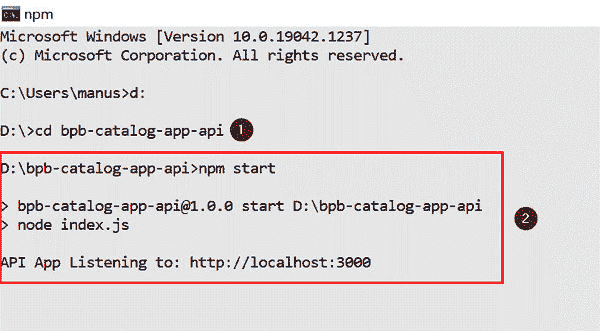 npm
Microsoft Windows [Version 10.0.19042.1237]
(c) Microsoft Corporation. All rights reserved.
C:\Users\manus>d:
D:\>cd bpb-catalog-app-api 1
D:\bpb-catalog-app-api>npm start
> bpb-catalog-app-api@1.0.0 start D:\bpb-catalog-app-api
> node index.js
2
API App Listening to: http://localhost:3000